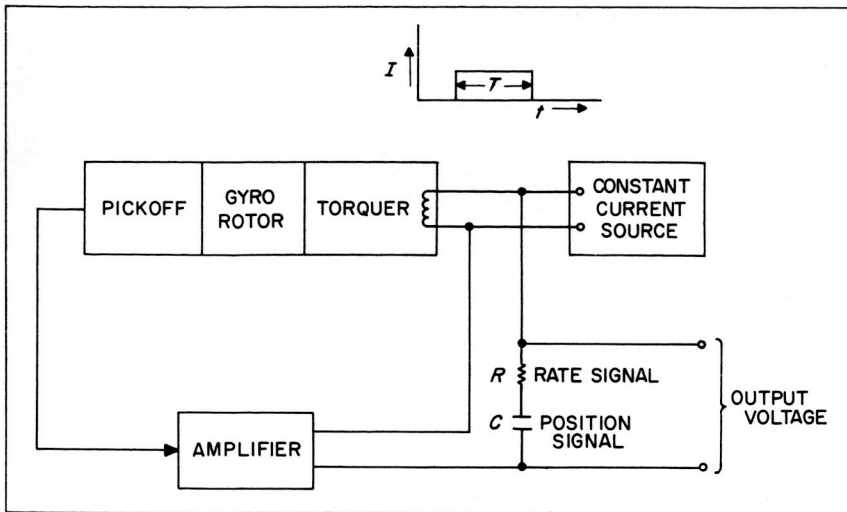 I
T
t
PICKOFF
GYRO
ROTOR
TORQUER
CONSTANT
CURRENT
SOURCE
R RATE SIGNAL
C POSITION
SIGNAL
OUTPUT
VOLTAGE
AMPLIFIER